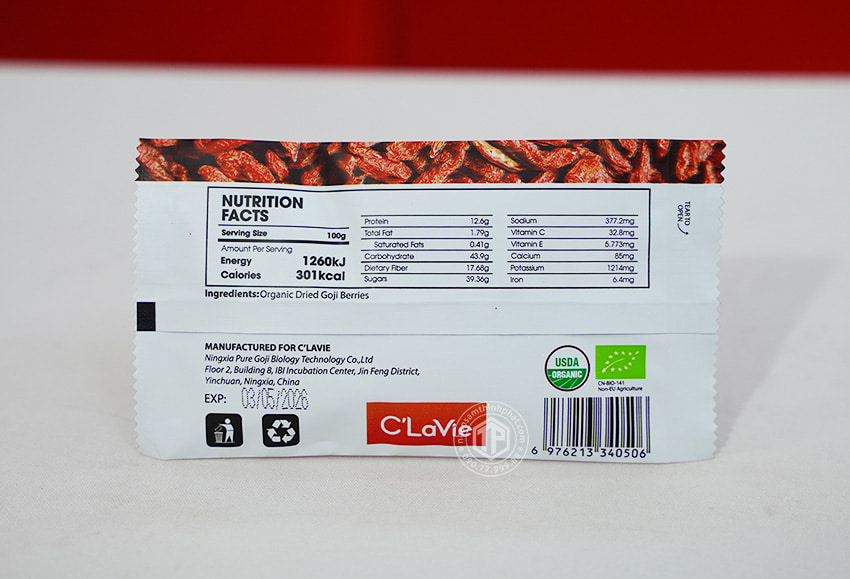 NUTRITION
FACTS
Serving Size 100g
Amount Per Serving
Energy 1260kJ
Calories 301kcal
Protein 12.6g
Total Fat 1.79g
Saturated Fats 0.41g
Carbohydrate 43.9g
Dietary Fiber 17.68g
Sugars 39.36g
Sodium 377.2mg
Vitamin C 32.8mg
Vitamin E 5.773mg
Calcium 85mg
Potassium 1214mg
Iron 6.4mg
TEAR TO
OPEN
Ingredients:Organic Dried Goji Berries
MANUFACTURED FOR C'LAVIE
Ningxia Pure Goji Biology Technology Co.,Ltd
Floor 2, Building 8, IBI Incubation Center, Jin Feng District,
Yinchuan, Ningxia, China
EXP: 03/05/2026
C'LaVie
USDA
ORGANIC
CN-BIO-141
Non-EU Agriculture
6 976213 340506